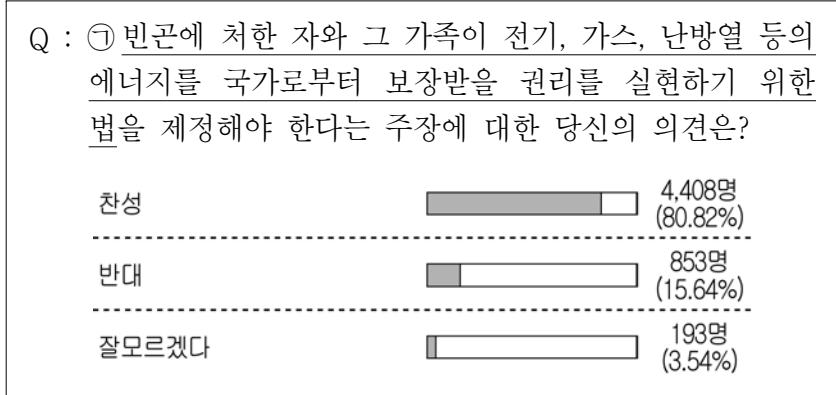 Q : ㉠ 빈곤에 처한 자와 그 가족이 전기, 가스, 난방열 등의
에너지를 국가로부터 보장받을 권리를 실현하기 위한
법을 제정해야 한다는 주장에 대한 당신의 의견은?
찬성 4,408명
(80.82%)
반대 853명
(15.64%)
잘모르겠다 193명
(3.54%)